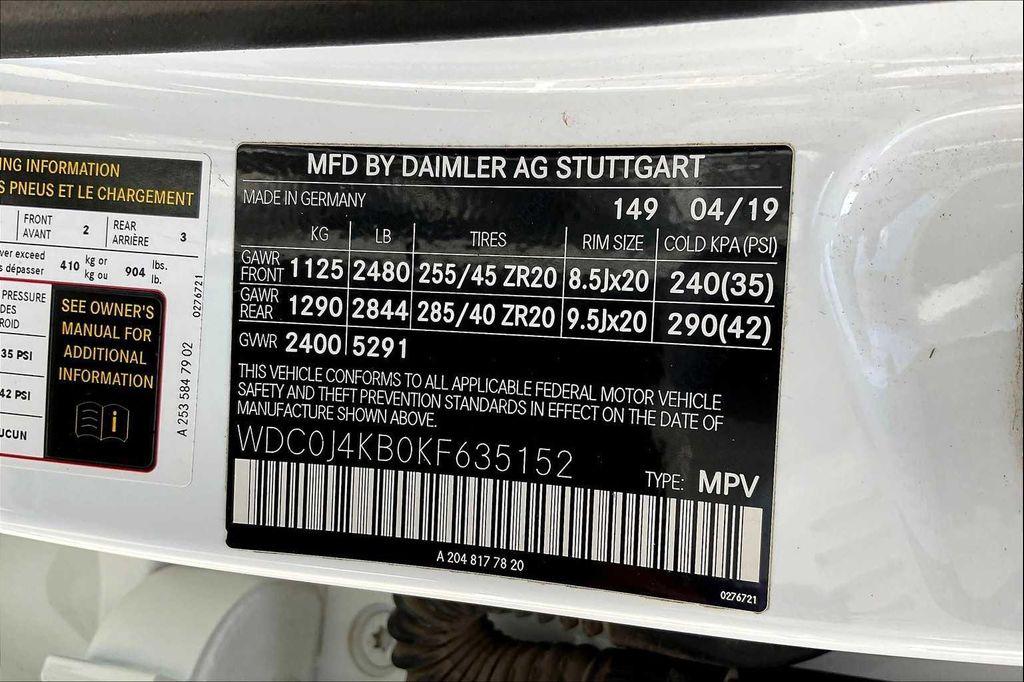 NG INFORMATION
S PNEUS ET LE CHARGEMENT
FRONT
AVANT
2
REAR
ARRIÈRE
3
ver exceed
dépasser
410
kg or
kg ou
904
lbs.
lb.
PRESSURE
DES
ROID
35 PSI
42 PSI
UCUN
SEE OWNER'S
MANUAL FOR
ADDITIONAL
INFORMATION
i
0276721
A 253 584 79 02
MFD BY DAIMLER AG STUTTGART
MADE IN GERMANY 149 04/19
KG LB TIRES RIM SIZE COLD KPA (PSI)
GAWR FRONT 1125 2480 255/45 ZR20 8.5Jx20 240(35)
GAWR REAR 1290 2844 285/40 ZR20 9.5Jx20 290(42)
GVWR 2400 5291
THIS VEHICLE CONFORMS TO ALL APPLICABLE FEDERAL MOTOR VEHICLE
SAFETY AND THEFT PREVENTION STANDARDS IN EFFECT ON THE DATE OF
MANUFACTURE SHOWN ABOVE.
WDC0J4KB0KF635152
TYPE: MPV
A 204 817 78 20
0276721